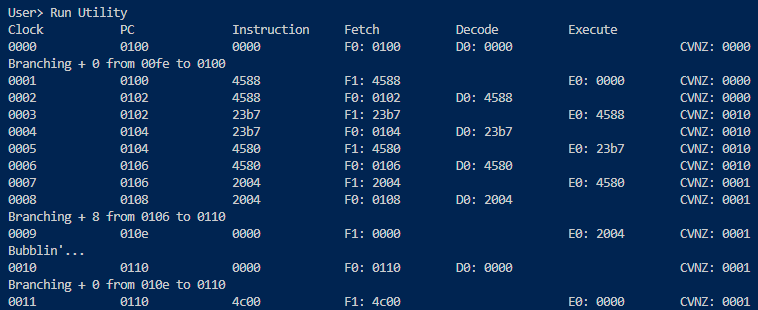 User> Run Utility
Clock PC Instruction Fetch Decode Execute
0000 0100 0000 F0: 0100 D0: 0000 CVNZ: 0000
Branching + 0 from 00fe to 0100
0001 0100 4588 F1: 4588 E0: 0000 CVNZ: 0000
0002 0102 4588 F0: 0102 D0: 4588 CVNZ: 0000
0003 0102 23b7 F1: 23b7 E0: 4588 CVNZ: 0010
0004 0104 23b7 F0: 0104 D0: 23b7 CVNZ: 0010
0005 0104 4580 F1: 4580 E0: 23b7 CVNZ: 0010
0006 0106 4580 F0: 0106 D0: 4580 CVNZ: 0010
0007 0106 2004 F1: 2004 E0: 4580 CVNZ: 0001
0008 0108 2004 F0: 0108 D0: 2004 CVNZ: 0001
Branching + 8 from 0106 to 0110
0009 010e 0000 F1: 0000 E0: 2004 CVNZ: 0001
Bubblin'...
0010 0110 0000 F0: 0110 D0: 0000 CVNZ: 0001
Branching + 0 from 010e to 0110
0011 0110 4c00 F1: 4c00 E0: 0000 CVNZ: 0001